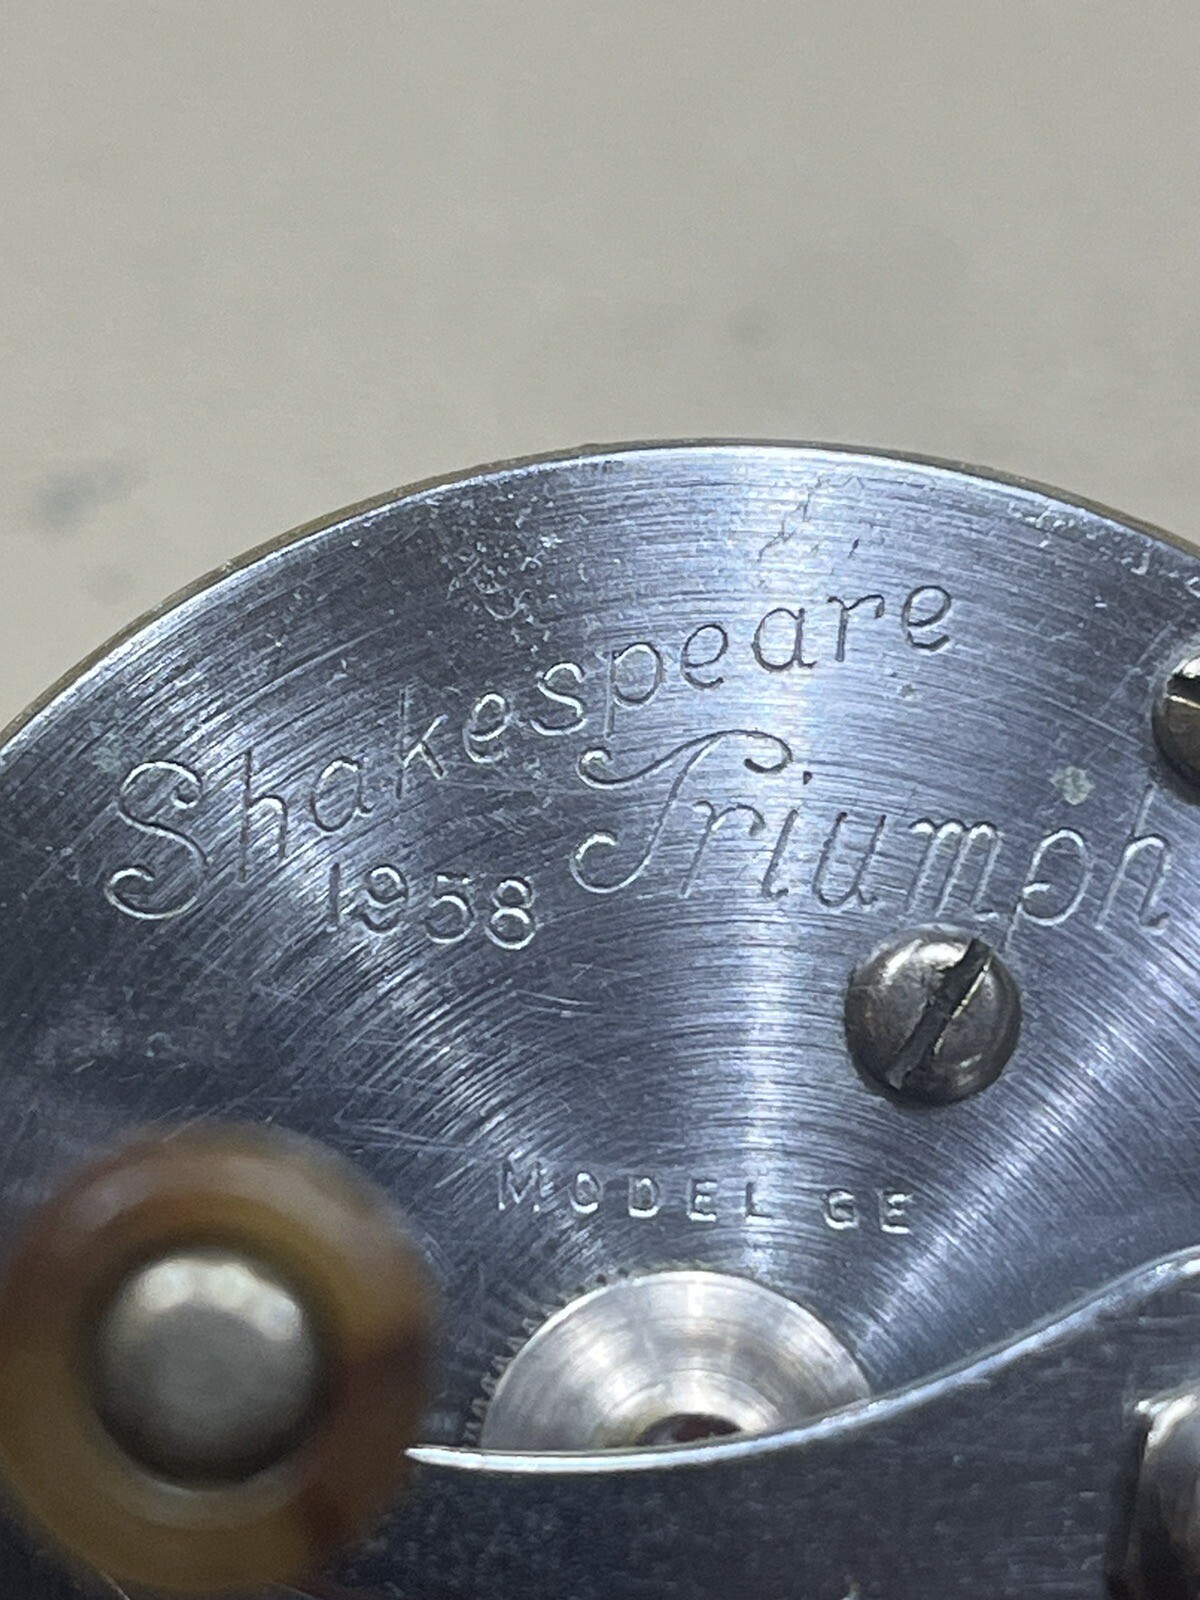 Shakespeare
1958 Triumph
MODEL GE